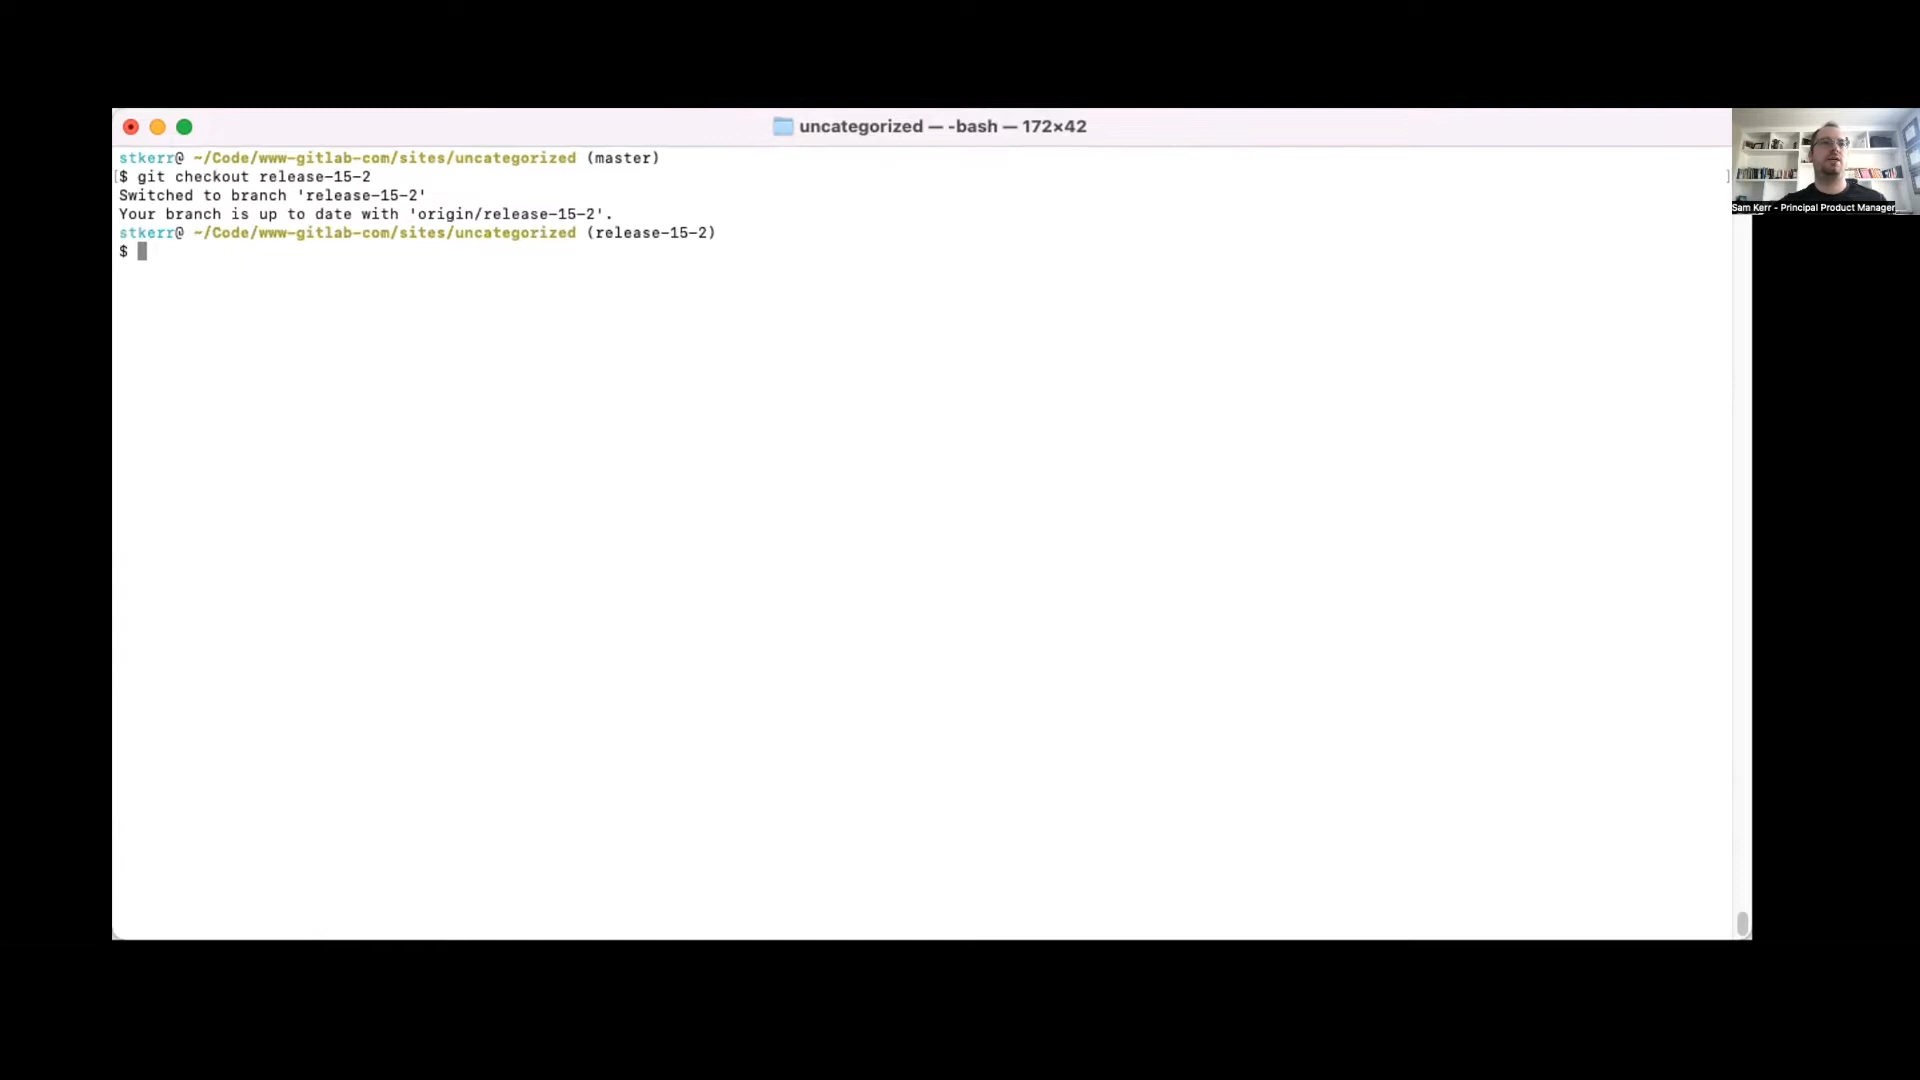 uncategorized — -bash — 172×42
stkerr@ ~/Code/www-gitlab-com/sites/uncategorized (master)
[$ git checkout release-15-2 ]
Switched to branch 'release-15-2'
Your branch is up to date with 'origin/release-15-2'.
stkerr@ ~/Code/www-gitlab-com/sites/uncategorized (release-15-2)
$
Sam Kerr - Principal Product Manager